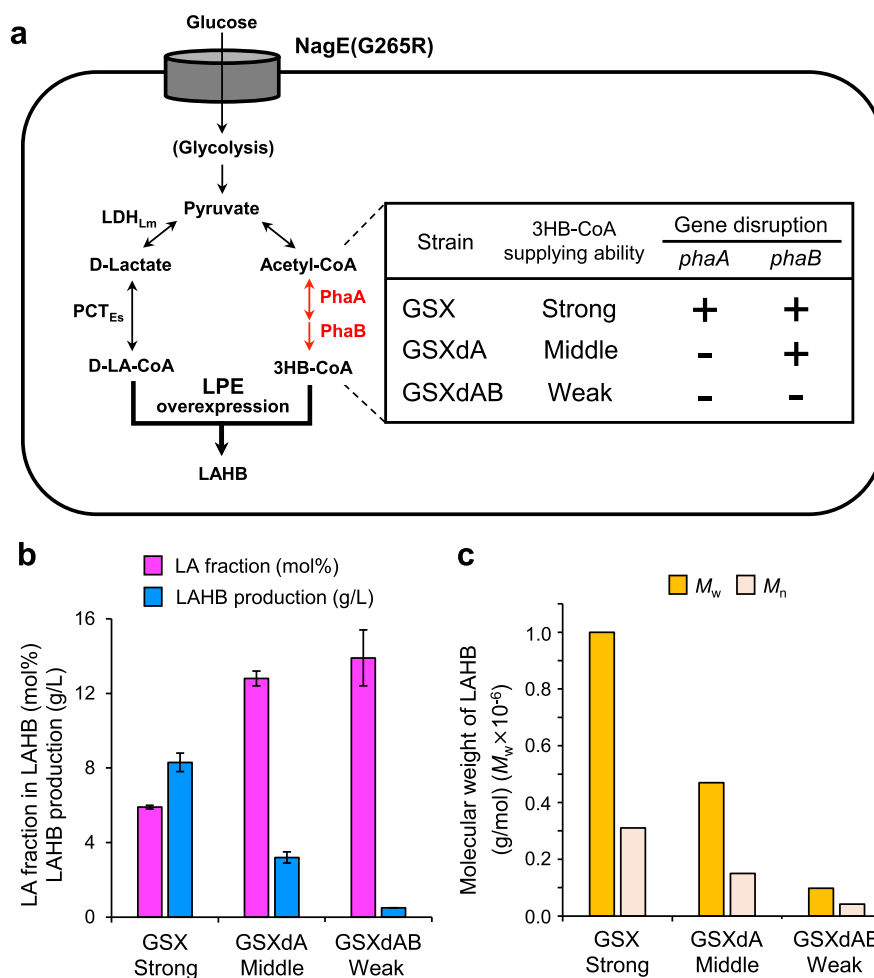 a
Glucose
NagE(G265R)
(Glycolysis)
Pyruvate
LDHLm
D-Lactate
Acetyl-CoA
PhaA
PCTEs
PhaB
D-LA-CoA
3HB-CoA
LPE
overexpression
LAHB
Strain
3HB-CoA
supplying ability
Gene disruption
phaA phaB
GSX Strong + +
GSXdA Middle - +
GSXdAB Weak - -
b
LA fraction (mol%)
LAHB production (g/L)
LA fraction in LAHB (mol%)
LAHB production (g/L)
16
12
8
4
0
GSX GSXdA GSXdAB
Strong Middle Weak
c
Mw Mn
Molecular weight of LAHB
(g/mol) (Mw×10-6)
1.0
0.8
0.6
0.4
0.2
0.0
GSX GSXdA GSXdAB
Strong Middle Weak